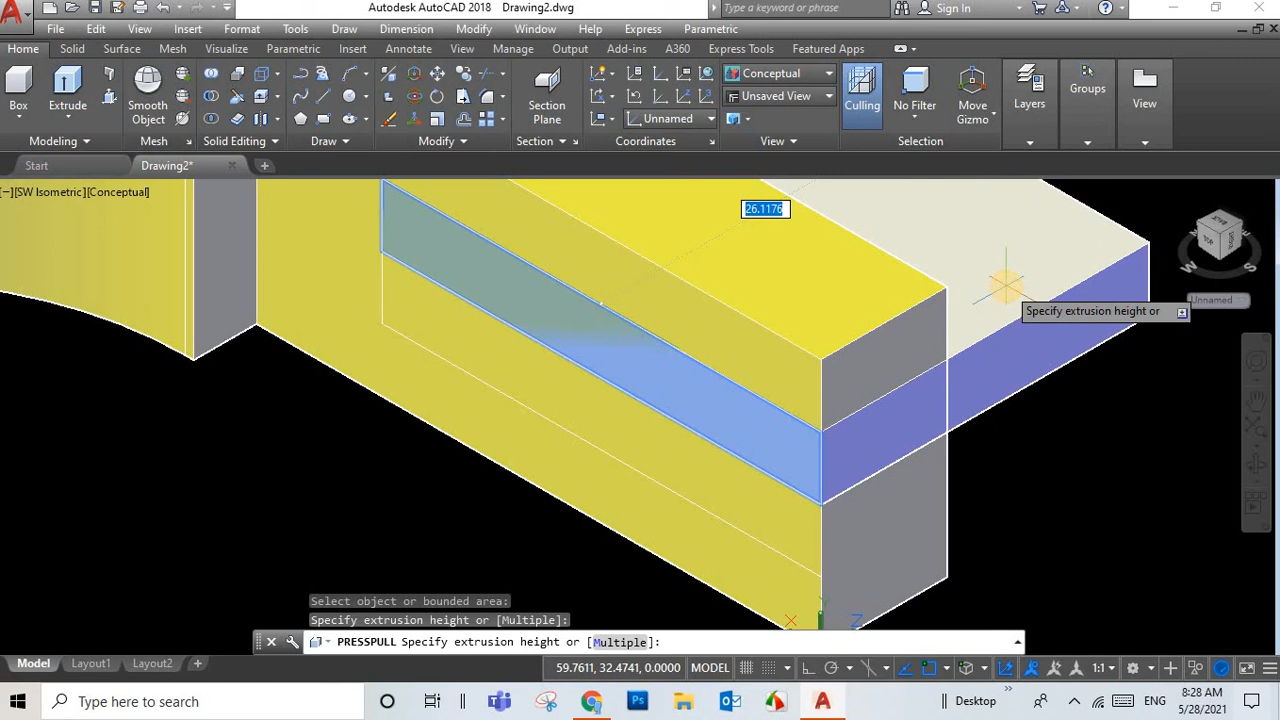 Autodesk AutoCAD 2018 Drawing2.dwg
Type a keyword or phrase
Sign In
File Edit View Insert Format Tools Draw Dimension Modify Window Help Express Parametric
Home Solid Surface Mesh Visualize Parametric Insert Annotate View Manage Output Add-ins A360 Express Tools Featured Apps
Box
Extrude
Smooth
Object
Section
Plane
Conceptual
Unsaved View
Unnamed
Culling
No Filter
Move
Gizmo
Layers
Groups
View
Modeling Mesh Solid Editing Draw Modify Section Coordinates View Selection
Start Drawing2*
[−][SW Isometric][Conceptual]
26.1176
TOP
W
S
Unnamed
Specify extrusion height or
Select object or bounded area:
Specify extrusion height or [Multiple]:
X
Y
Z
PRESSPULL Specify extrusion height or [Multiple]:
Model Layout1 Layout2
59.7611, 32.4741, 0.0000 MODEL
1:1
Type here to search
Ps
Desktop
ENG
8:28 AM
5/28/2021